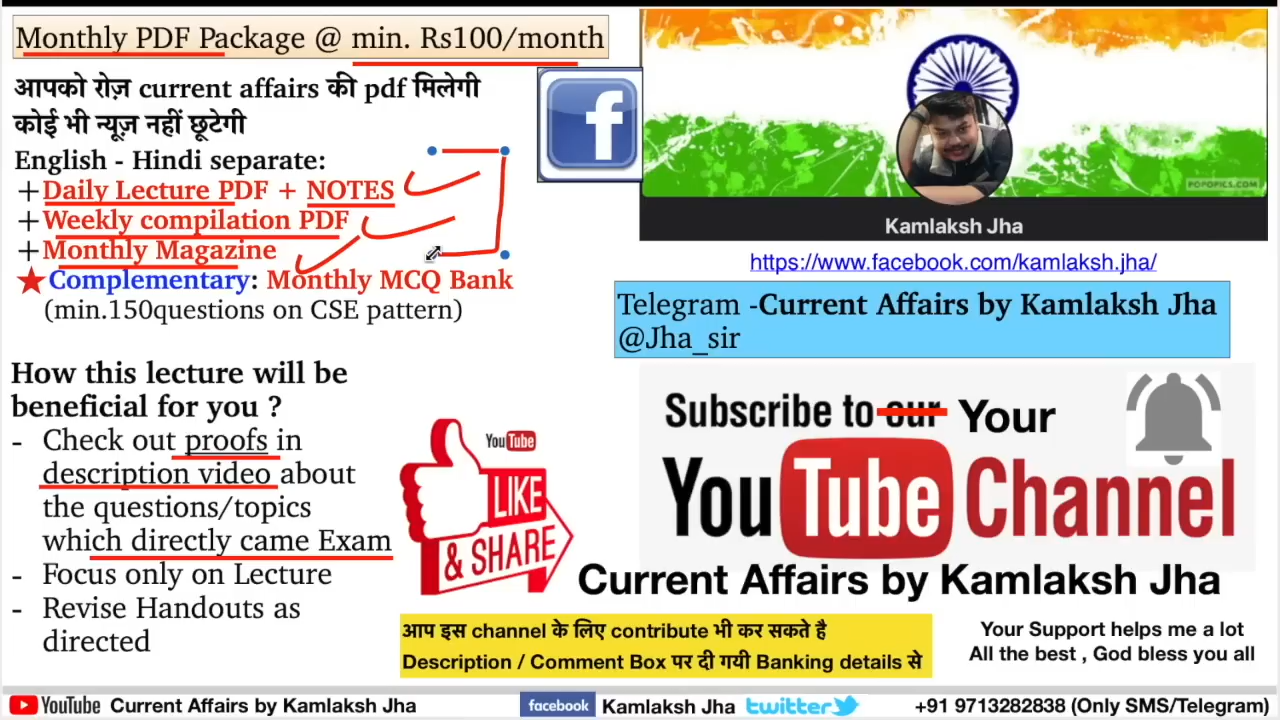 Monthly PDF Package @ min. Rs100/month
आपको रोज़ current affairs की pdf मिलेगी
कोई भी न्यूज़ नहीं छूटेगी
English - Hindi separate:
+Daily Lecture PDF + NOTES
+Weekly compilation PDF
+Monthly Magazine
★Complementary: Monthly MCQ Bank
(min.150questions on CSE pattern)
How this lecture will be
beneficial for you ?
- Check out proofs in
description video about
the questions/topics
which directly came Exam
- Focus only on Lecture
- Revise Handouts as
directed
f
POPOPICS.COM
Kamlaksh Jha
https://www.facebook.com/kamlaksh.jha/
Telegram -Current Affairs by Kamlaksh Jha
@Jha_sir
YouTube
LIKE
& SHARE
Subscribe to our Your
YouTube Channel
Current Affairs by Kamlaksh Jha
आप इस channel के लिए contribute भी कर सकते है
Description / Comment Box पर दी गयी Banking details से
Your Support helps me a lot
All the best , God bless you all
YouTube Current Affairs by Kamlaksh Jha facebook Kamlaksh Jha twitter +91 9713282838 (Only SMS/Telegram)